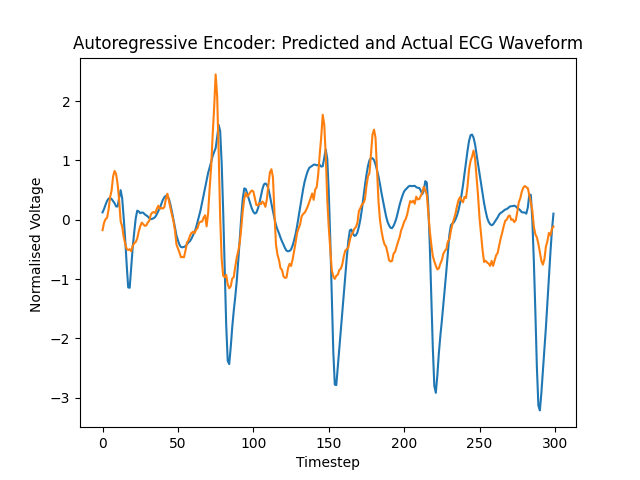 Autoregressive Encoder: Predicted and Actual ECG Waveform
2
1
0
−1
−2
−3
Normalised Voltage
0 50 100 150 200 250 300
Timestep